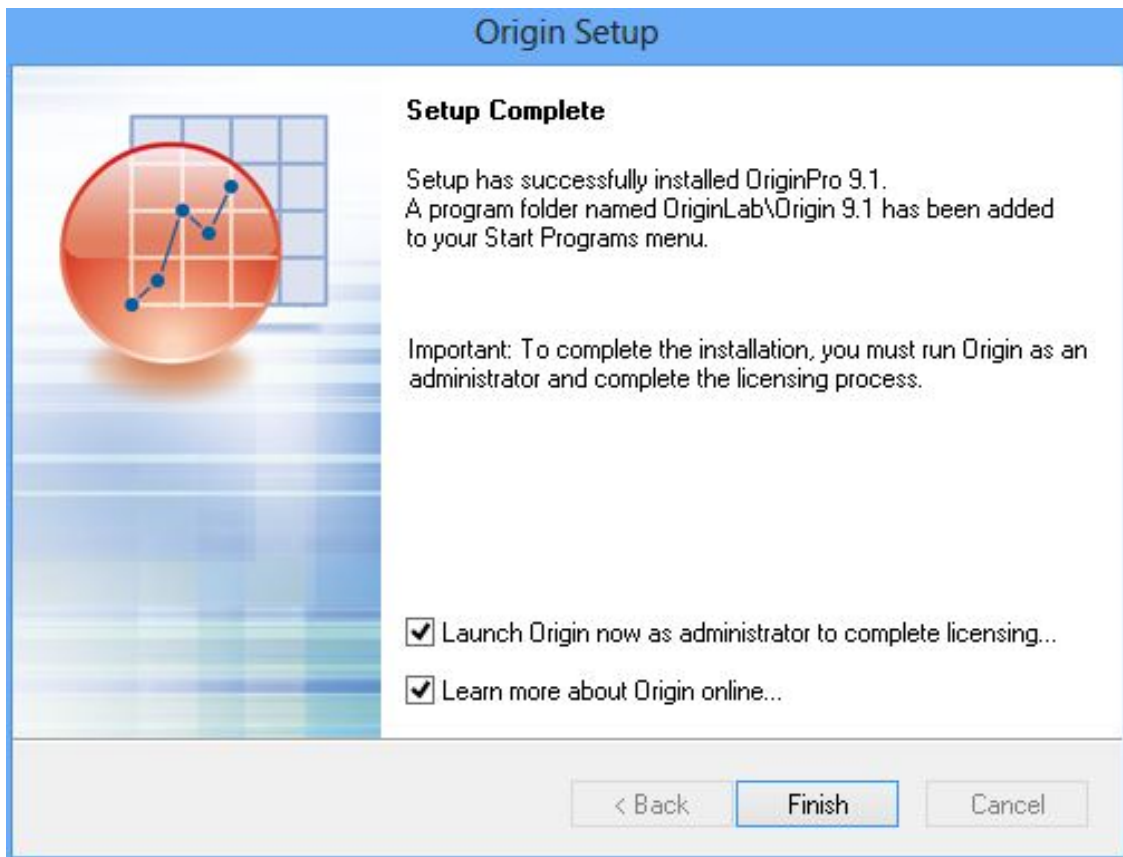 Origin Setup
Setup Complete
Setup has successfully installed OriginPro 9.1.
A program folder named OriginLab\Origin 9.1 has been added
to your Start Programs menu.
Important: To complete the installation, you must run Origin as an
administrator and complete the licensing process.
Launch Origin now as administrator to complete licensing...
Learn more about Origin online...
< Back Finish Cancel